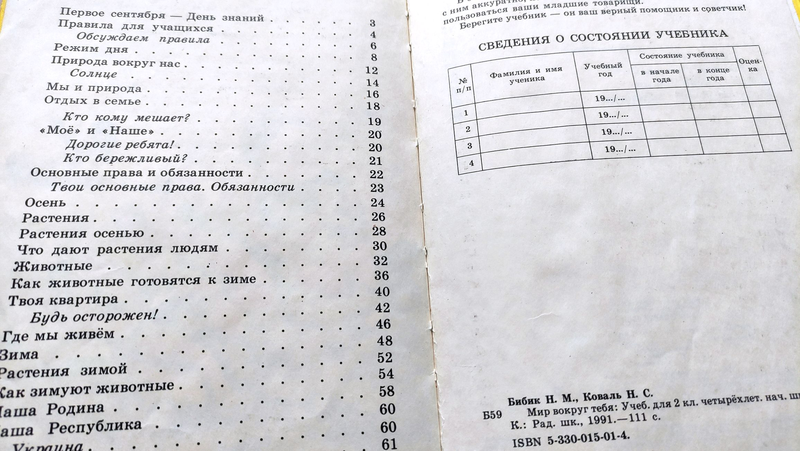 Первое сентября — День знаний . . . . . . 3
Правила для учащихся . . . . . . 4
Обсуждаем правила . . . . . . 6
Режим дня . . . . . . 8
Природа вокруг нас . . . . . . 12
Солнце . . . . . . 14
Мы и природа . . . . . . 16
Отдых в семье . . . . . . 18
Кто кому мешает? . . . . . . 19
«Моё» и «Наше» . . . . . . 20
Дорогие ребята! . . . . . . 20
Кто бережливый? . . . . . . 21
Основные права и обязанности . . . . . . 22
Твои основные права. Обязанности . . . . . 23
Осень . . . . . . 24
Растения . . . . . . 26
Растения осенью . . . . . . 28
Что дают растения людям . . . . . . 30
Животные . . . . . . 32
Как животные готовятся к зиме . . . . . . 36
Твоя квартира . . . . . . 40
Будь осторожен! . . . . . . 42
Где мы живём . . . . . . 46
Зима . . . . . . 48
Растения зимой . . . . . . 52
Как зимуют животные . . . . . . 54
Наша Родина . . . . . . 58
Наша Республика . . . . . . 60
Украина . . . . . . 60
61
пользоваться ваши младшие товарищи.
Берегите учебник — он ваш верный помощник и советчик!
СВЕДЕНИЯ О СОСТОЯНИИ УЧЕБНИКА
№ п/п Фамилия и имя ученика Учебный год Состояние учебника Оценка
в начале года в конце года
1 19.../...
2 19.../...
3 19.../...
4 19.../...
Бибик Н. М., Коваль Н. С.
Б59 Мир вокруг тебя: Учеб. для 2 кл. четырёхлет. нач. шк
К.: Рад. шк., 1991.—111 с.
ISBN 5-330-015-01-4.